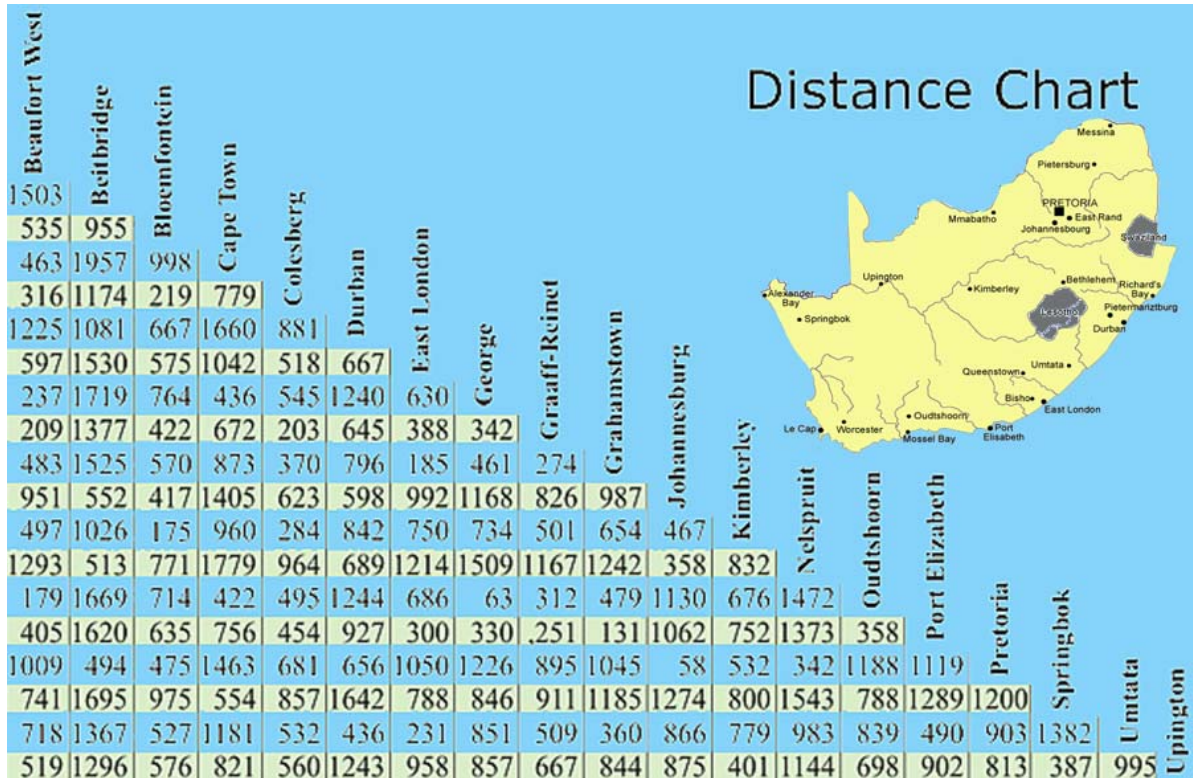 Distance Chart
Beaufort West
Beitbridge
Bloemfontein
Cape Town
Colesberg
Durban
East London
George
Graaff-Reinet
Grahamstown
Johannesburg
Kimberley
Nelspruit
Oudtshoorn
Port Elizabeth
Pretoria
Springbok
Umtata
Upington
1503
535 955
463 1957 998
316 1174 219 779
1225 1081 667 1660 881
597 1530 575 1042 518 667
237 1719 764 436 545 1240 630
209 1377 422 672 203 645 388 342
483 1525 570 873 370 796 185 461 274
951 552 417 1405 623 598 992 1168 826 987
497 1026 175 960 284 842 750 734 501 654 467
1293 513 771 1779 964 689 1214 1509 1167 1242 358 832
179 1669 714 422 495 1244 686 63 312 479 1130 676 1472
405 1620 635 756 454 927 300 330 .251 131 1062 752 1373 358
1009 494 475 1463 681 656 1050 1226 895 1045 58 532 342 1188 1119
741 1695 975 554 857 1642 788 846 911 1185 1274 800 1543 788 1289 1200
718 1367 527 1181 532 436 231 851 509 360 866 779 983 839 490 903 1382
519 1296 576 821 560 1243 958 857 667 844 875 401 1144 698 902 813 387 995
Messina
Pietersburg
PRETORIA
Mmabatho
East Rand
Johannesbourg
Swaziland
Upington
Kimberley
Bethlehem
Richard's
Bay
Alexander
Bay
Springbok
Lesotho
Pietermariztburg
Durban
Umtata
Queenstown
Bisho
East London
Oudtshoorn
Le Cap
Worcester
Mossel Bay
Port
Elisabeth